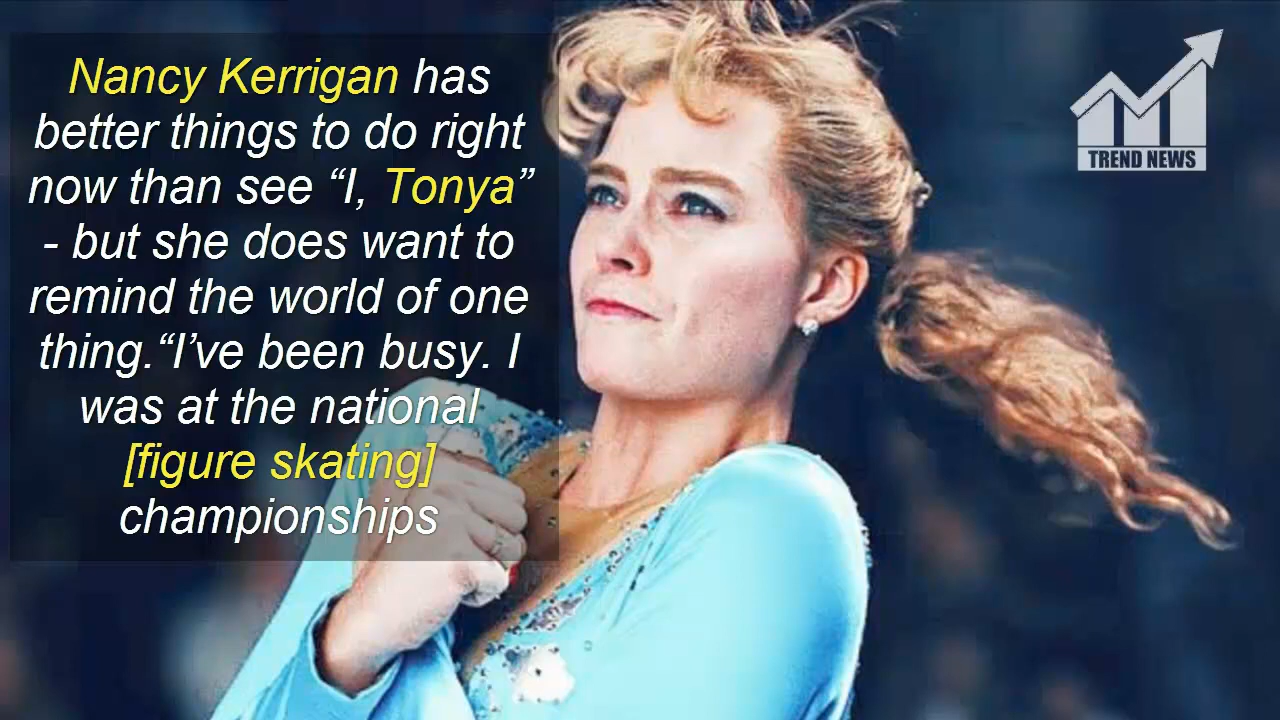 Nancy Kerrigan has
better things to do right
now than see “I, Tonya”
- but she does want to
remind the world of one
thing.“I’ve been busy. I
was at the national
[figure skating]
championships
TREND NEWS